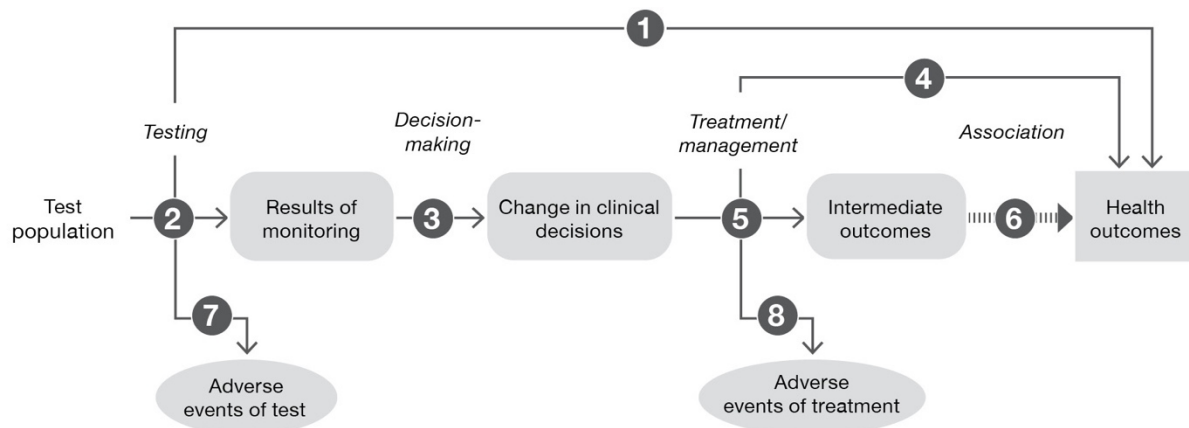 1
4
Testing
Decision-
making
Treatment/
management
Association
Test
population
2
Results of
monitoring
3
Change in clinical
decisions
5
Intermediate
outcomes
6
Health
outcomes
7
8
Adverse
events of test
Adverse
events of treatment